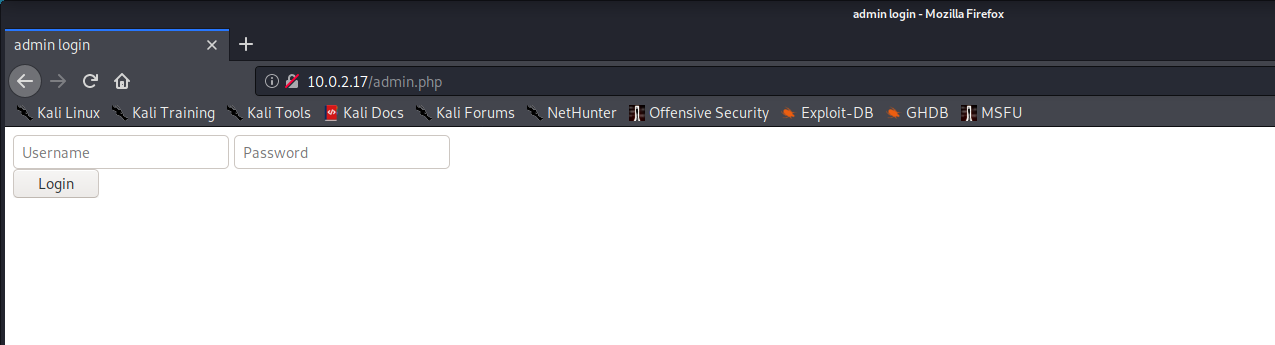 admin login - Mozilla Firefox
admin login
10.0.2.17/admin.php
Kali Linux Kali Training Kali Tools Kali Docs Kali Forums NetHunter Offensive Security Exploit-DB GHDB MSFU
Username Password
Login